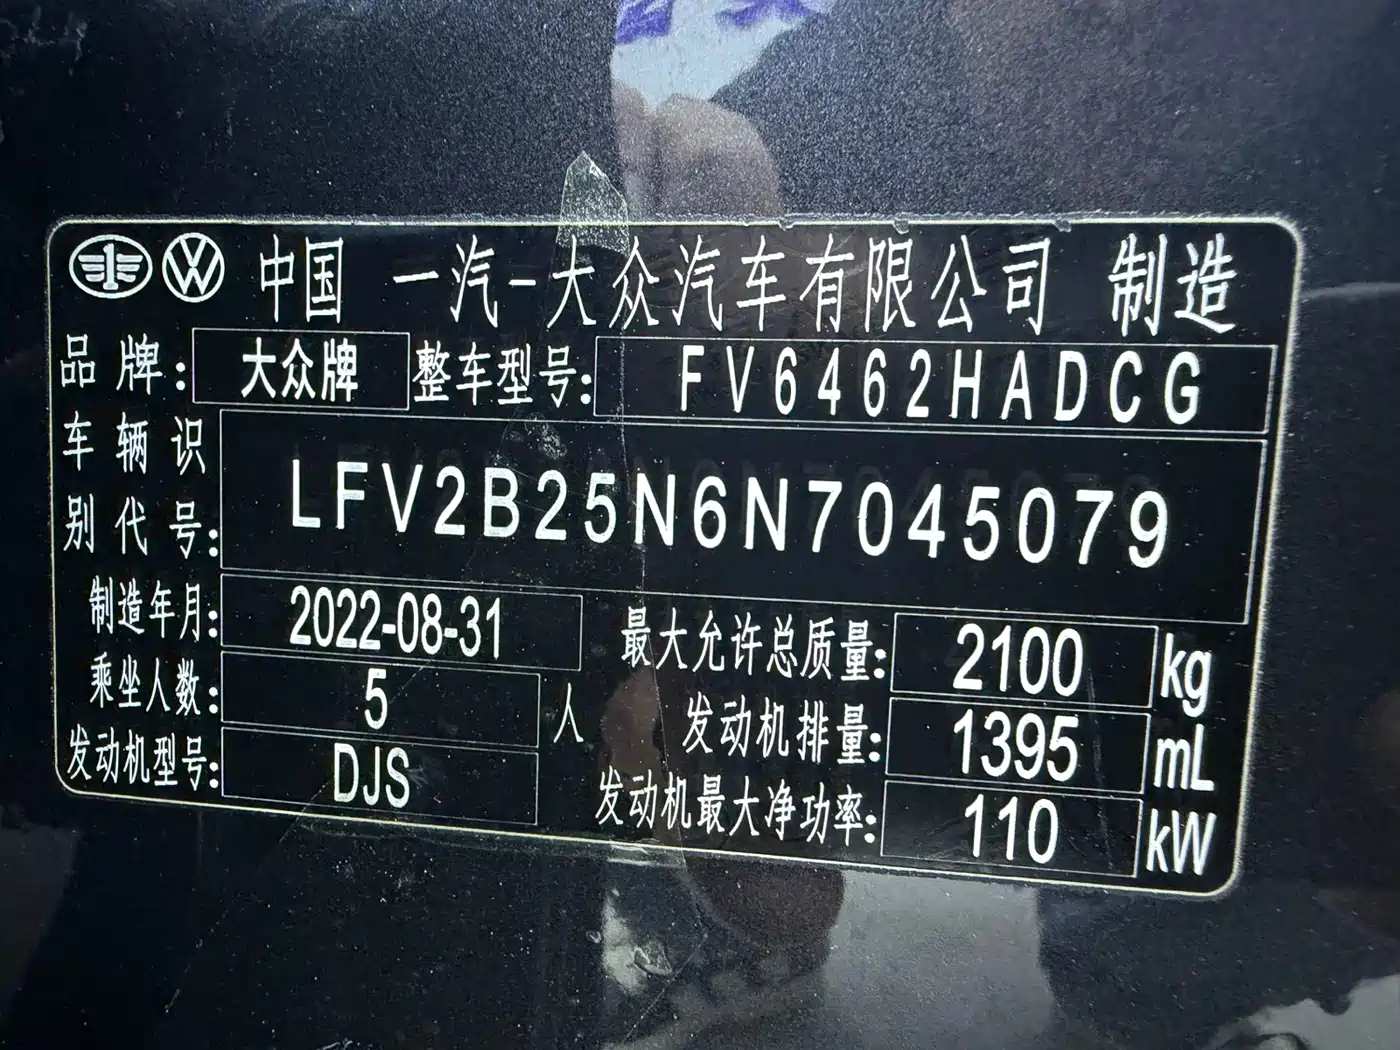 中国 一汽-大众汽车有限公司 制造
品牌: 大众牌 整车型号: FV6462HADCG
车辆识别代号: LFV2B25N6N7045079
制造年月: 2022-08-31 最大允许总质量: 2100 kg
乘坐人数: 5 人 发动机排量: 1395 mL
发动机型号: DJS 发动机最大净功率: 110 kW